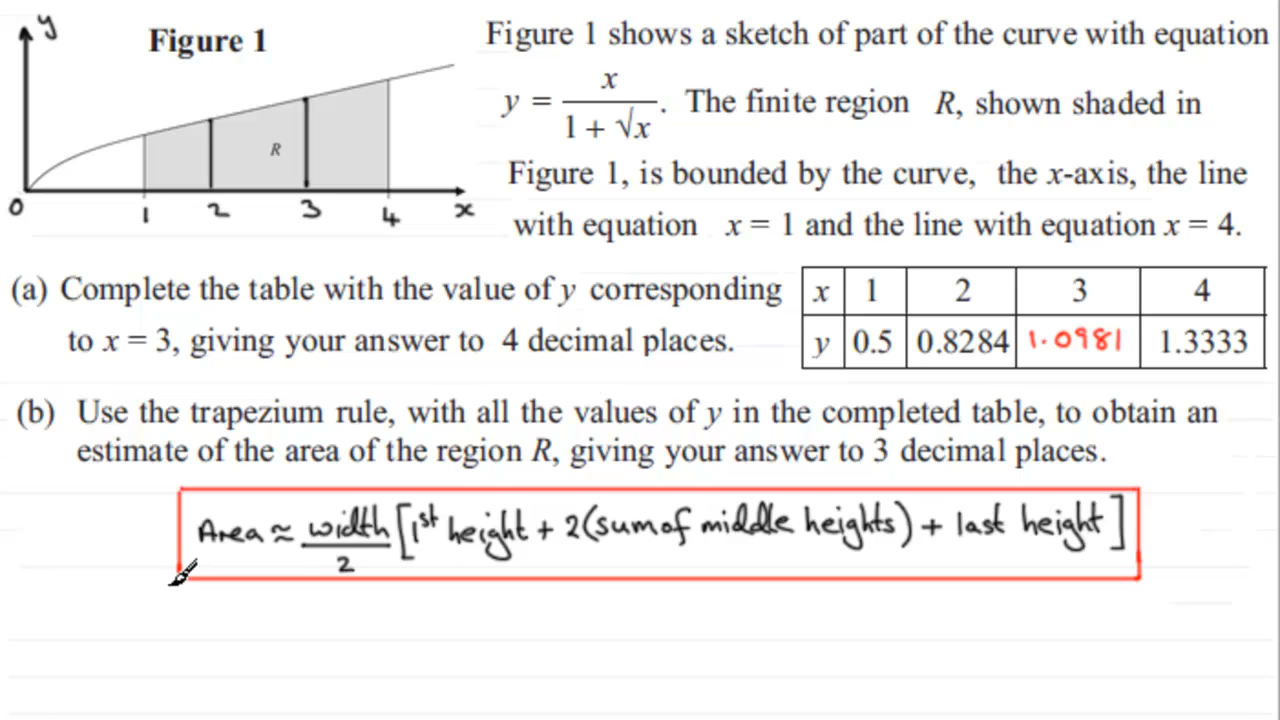 y
Figure 1
R
0 1 2 3 4 x
Figure 1 shows a sketch of part of the curve with equation
y = x / (1 + √x) . The finite region R, shown shaded in
Figure 1, is bounded by the curve, the x-axis, the line
with equation x = 1 and the line with equation x = 4.
(a) Complete the table with the value of y corresponding
to x = 3, giving your answer to 4 decimal places.
x 1 2 3 4
y 0.5 0.8284 1.0981 1.3333
(b) Use the trapezium rule, with all the values of y in the completed table, to obtain an
estimate of the area of the region R, giving your answer to 3 decimal places.
Area ≈ width/2 [1st height + 2(sum of middle heights) + last height]